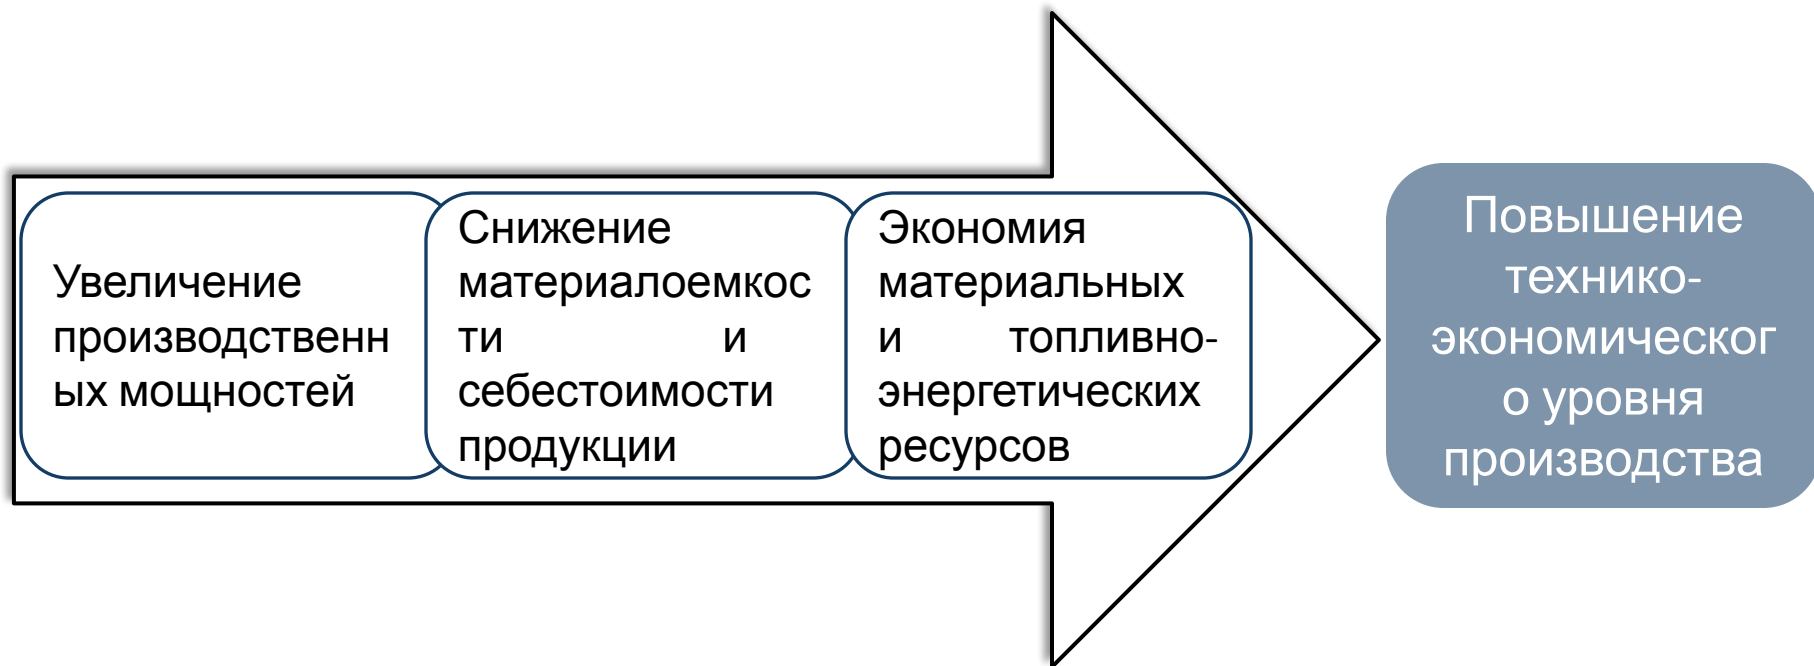 Увеличение
производственн
ых мощностей
Снижение
материалоемкос
ти и
себестоимости
продукции
Экономия
материальных
и топливно-
энергетических
ресурсов
Повышение
технико-
экономическог
о уровня
производства